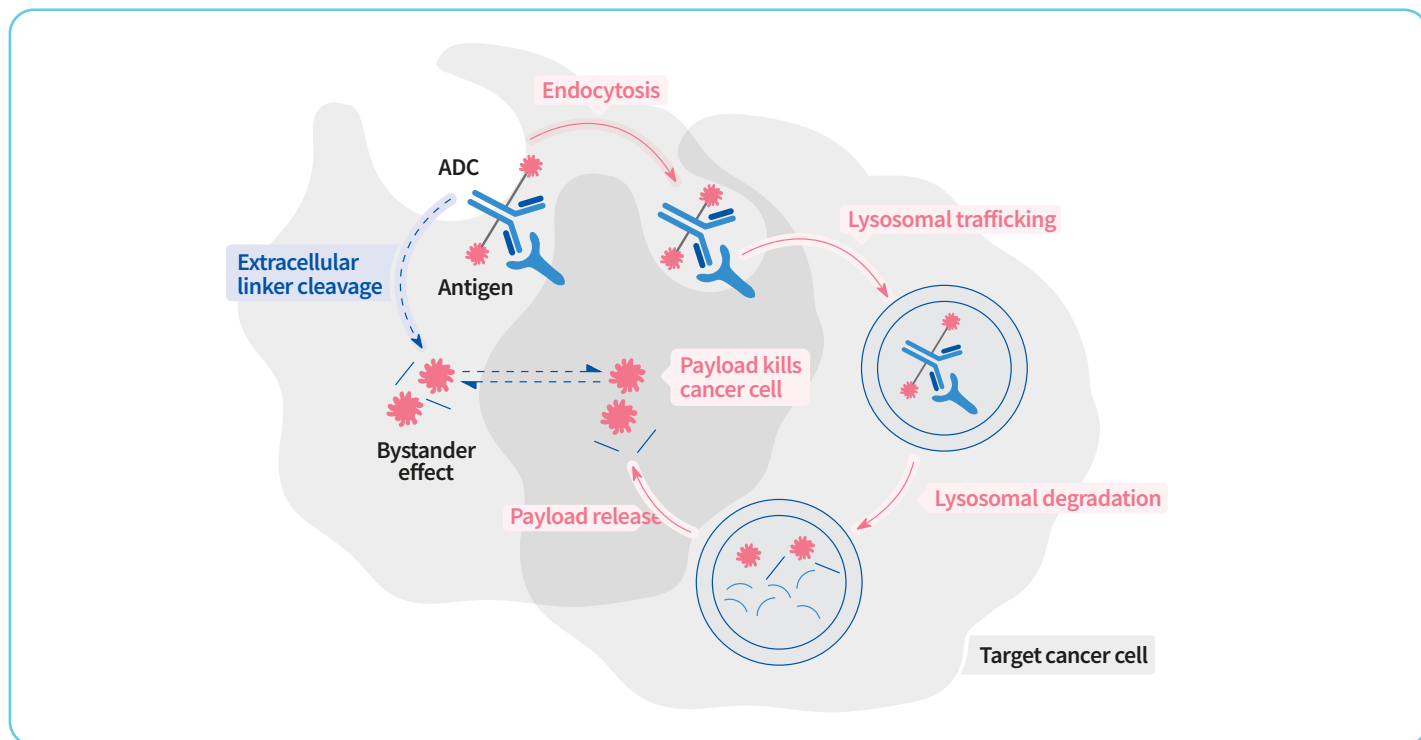 Endocytosis
ADC
Lysosomal trafficking
Extracellular
linker cleavage
Antigen
Payload kills
cancer cell
Bystander
effect
Lysosomal degradation
Payload release
Target cancer cell